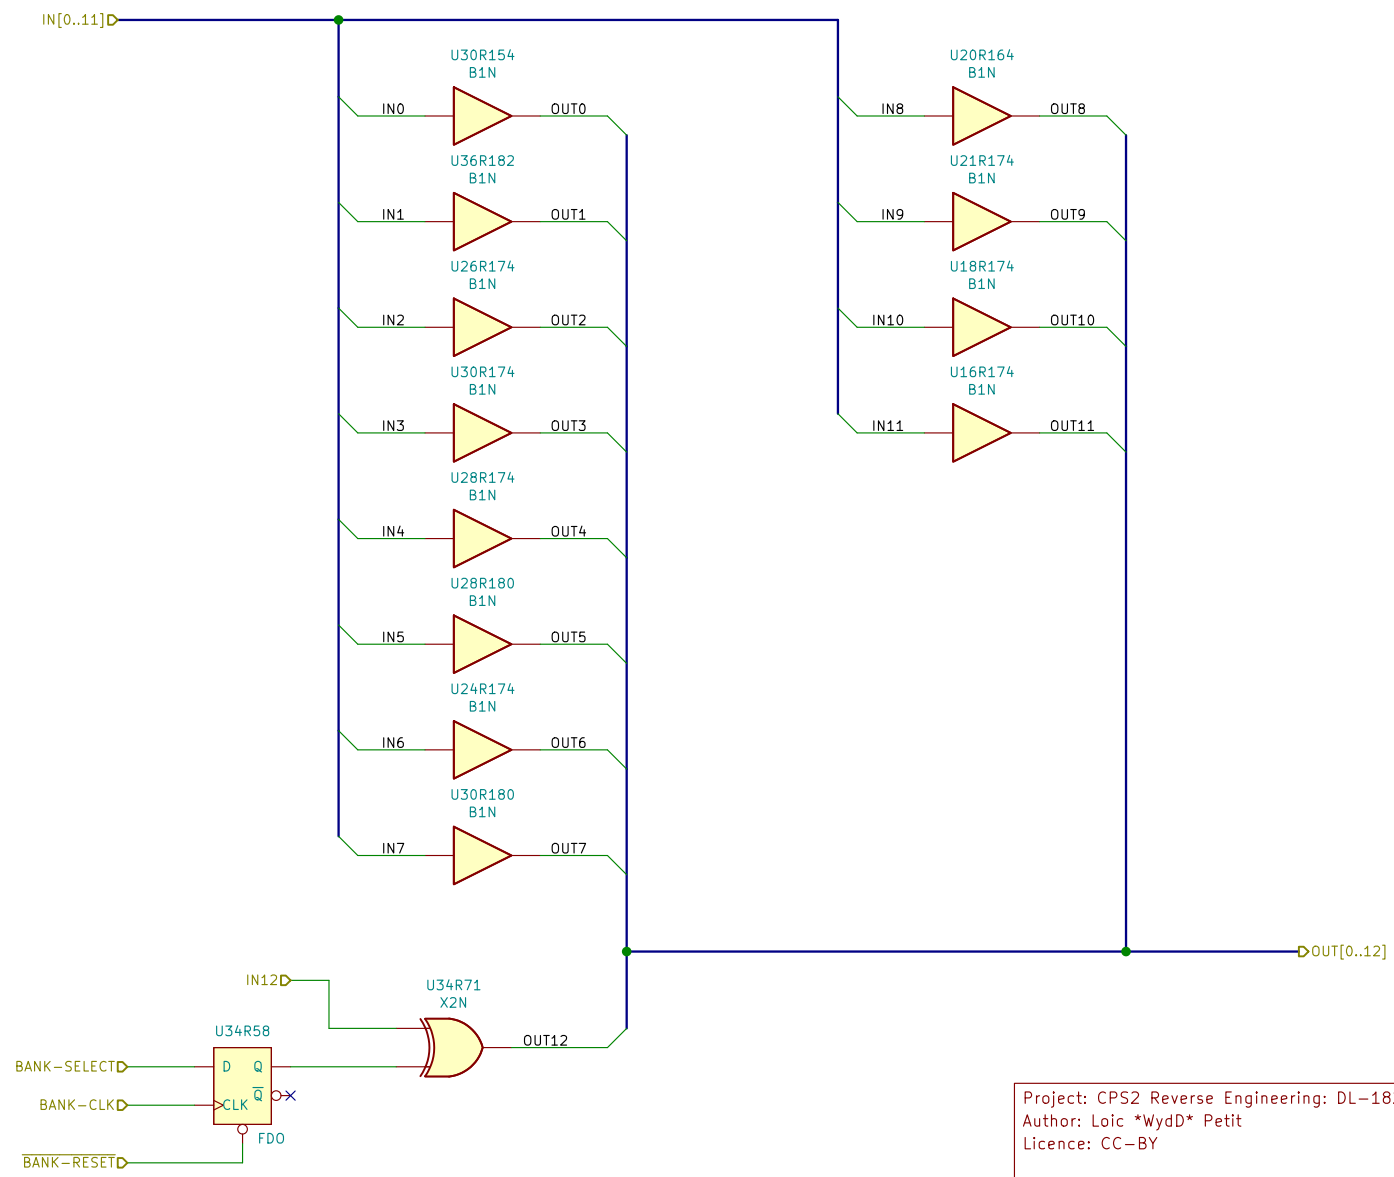 IN[0..11]
U30R154
B1N
IN0
OUT0
U36R182
B1N
IN1
OUT1
U26R174
B1N
IN2
OUT2
U30R174
B1N
IN3
OUT3
U28R174
B1N
IN4
OUT4
U28R180
B1N
IN5
OUT5
U24R174
B1N
IN6
OUT6
U30R180
B1N
IN7
OUT7
U20R164
B1N
IN8
OUT8
U21R174
B1N
IN9
OUT9
U18R174
B1N
IN10
OUT10
U16R174
B1N
IN11
OUT11
OUT[0..12]
IN12
U34R71
X2N
OUT12
U34R58
BANK-SELECT
D
Q
Q
BANK-CLK
CLK
FDO
BANK-RESET
Project: CPS2 Reverse Engineering: DL-18
Author: Loic *WydD* Petit
Licence: CC-BY